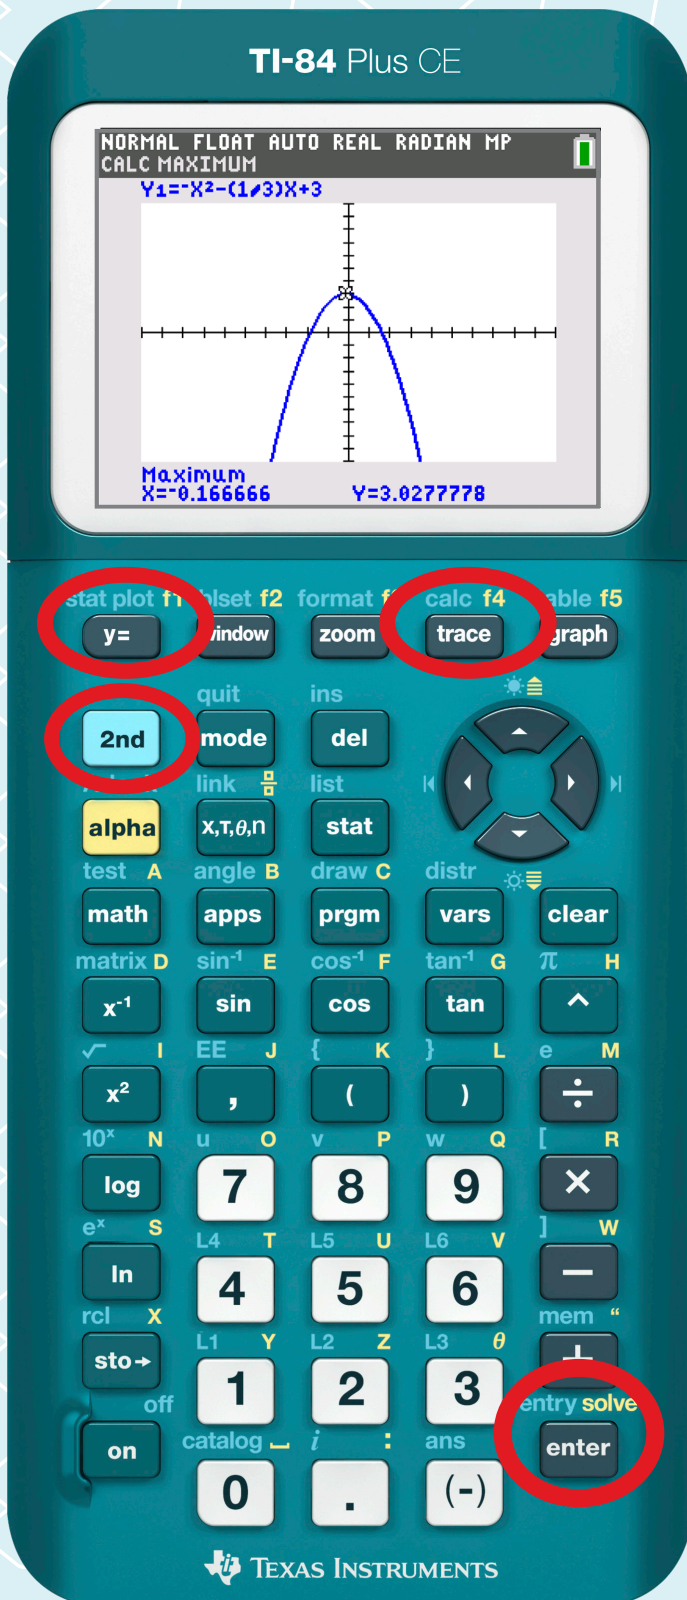 TI-84 Plus CE
NORMAL FLOAT AUTO REAL RADIAN MP
CALC MAXIMUM
Y₁=⁻X²-(1/3)X+3
Maximum
X=⁻0.166666 Y=3.0277778
stat plot f1 f2 format calc f4 f5
y= window zoom trace graph
quit ins
2nd mode del
link list
alpha X,T,θ,n stat
test A angle B draw C distr
math apps prgm vars clear
matrix D sin⁻¹ E cos⁻¹ F tan⁻¹ G π H
x⁻¹ sin cos tan ^
√ I EE J { K } L e M
x² , ( ) ÷
10ˣ N u O v P w Q [ R
log 7 8 9 ×
eˣ S L4 T L5 U L6 V ] W
ln 4 5 6 −
rcl X L1 Y L2 Z L3 θ mem "
sto→ 1 2 3 +
off catalog i : ans entry solve
on 0 . (-) enter
TEXAS INSTRUMENTS